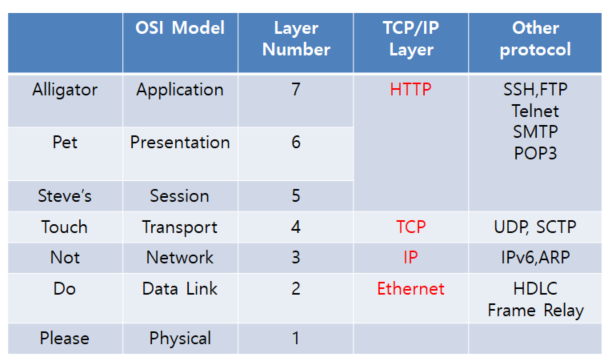 OSI Model Layer Number TCP/IP Layer Other protocol
Alligator Application 7 HTTP SSH,FTP
Telnet
SMTP
POP3
Pet Presentation 6
Steve's Session 5
Touch Transport 4 TCP UDP, SCTP
Not Network 3 IP IPv6,ARP
Do Data Link 2 Ethernet HDLC
Frame Relay
Please Physical 1